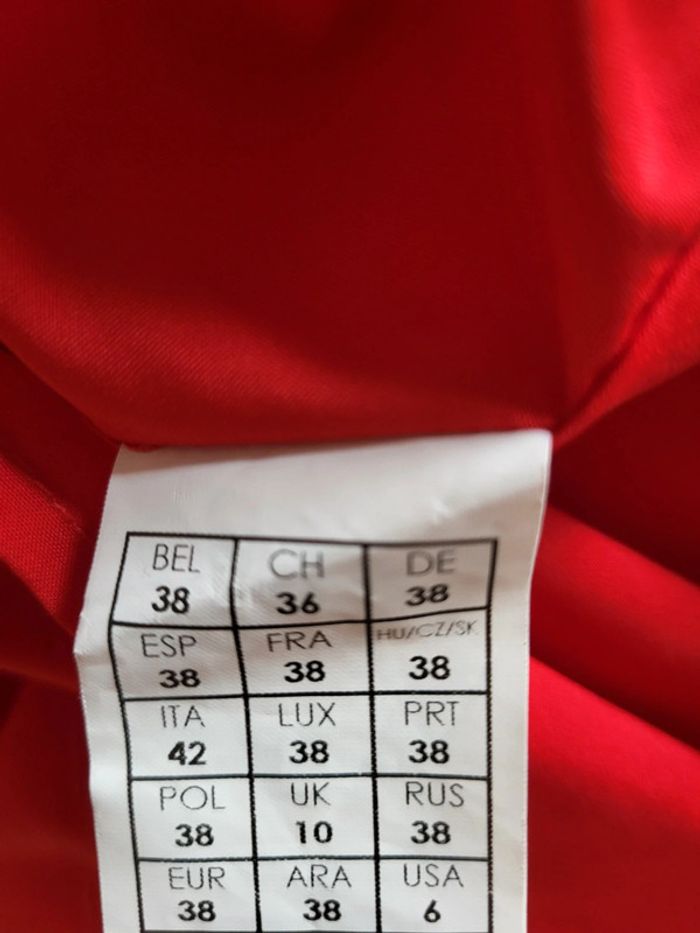 BEL CH DE
38 36 38
ESP FRA HU/CZ/SK
38 38 38
ITA LUX PRT
42 38 38
POL UK RUS
38 10 38
EUR ARA USA
38 38 6